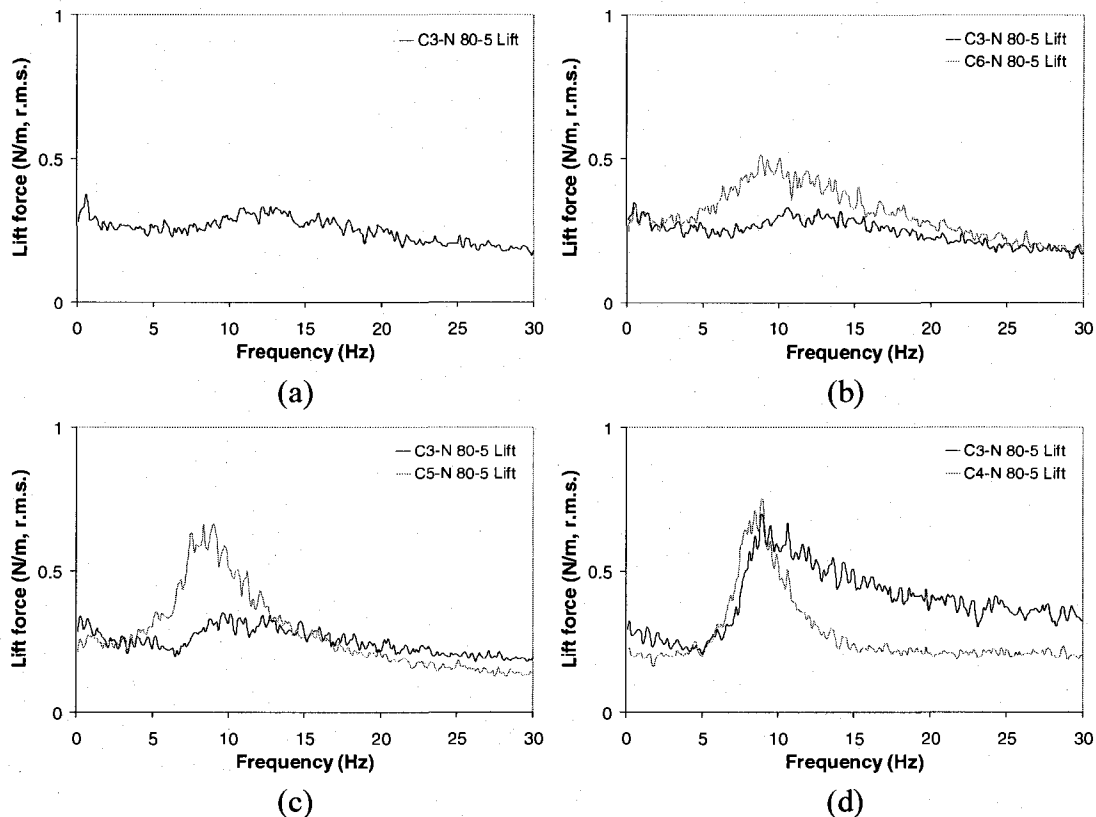 1
C3-N 80-5 Lift
Lift force (N/m, r.m.s.)
0.5
0
0 5 10 15 20 25 30
Frequency (Hz)
(a)
1
C3-N 80-5 Lift
C6-N 80-5 Lift
Lift force (N/m, r.m.s.)
0.5
0
0 5 10 15 20 25 30
Frequency (Hz)
(b)
1
C3-N 80-5 Lift
C5-N 80-5 Lift
Lift force (N/m, r.m.s.)
0.5
0
0 5 10 15 20 25 30
Frequency (Hz)
(c)
1
C3-N 80-5 Lift
C4-N 80-5 Lift
Lift force (N/m, r.m.s.)
0.5
0
0 5 10 15 20 25 30
Frequency (Hz)
(d)